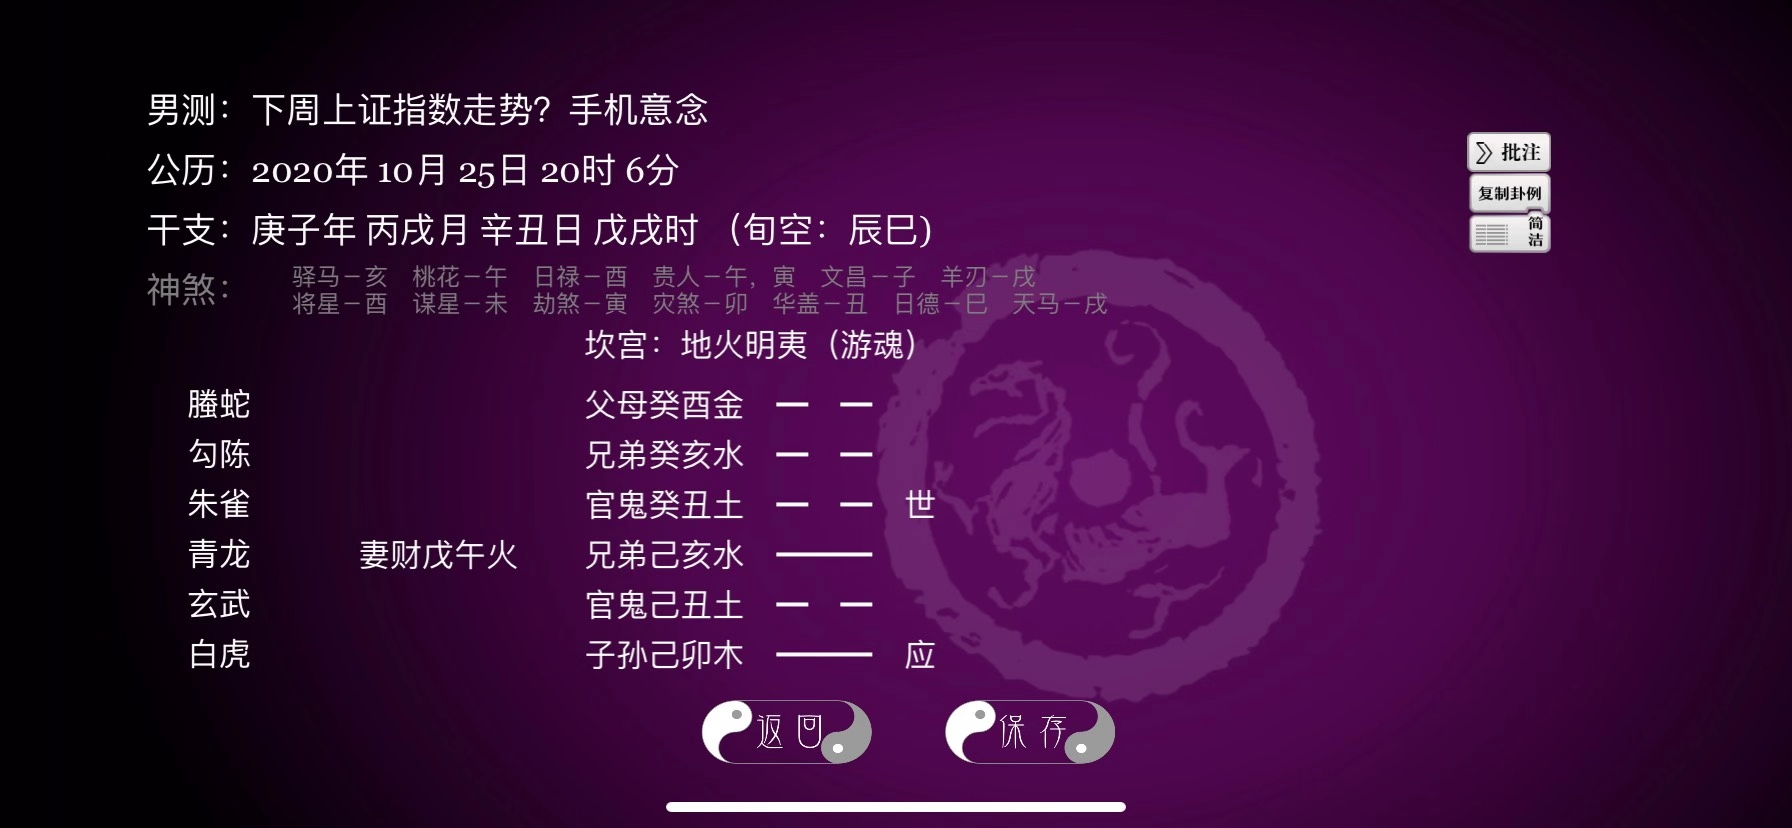 男测：下周上证指数走势？手机意念
公历：2020年 10月 25日 20时 6分
干支：庚子年 丙戌月 辛丑日 戊戌时 （旬空：辰巳)
神煞：
驿马－亥 桃花－午 日禄－酉 贵人－午，寅 文昌－子 羊刃－戌
将星－酉 谋星－未 劫煞－寅 灾煞－卯 华盖－丑 日德－巳 天马－戌
批注
复制卦例
简洁
坎宫：地火明夷（游魂）
螣蛇 父母癸酉金
勾陈 兄弟癸亥水
朱雀 官鬼癸丑土 世
青龙 妻财戊午火 兄弟己亥水
玄武 官鬼己丑土
白虎 子孙己卯木 应
返回 保存